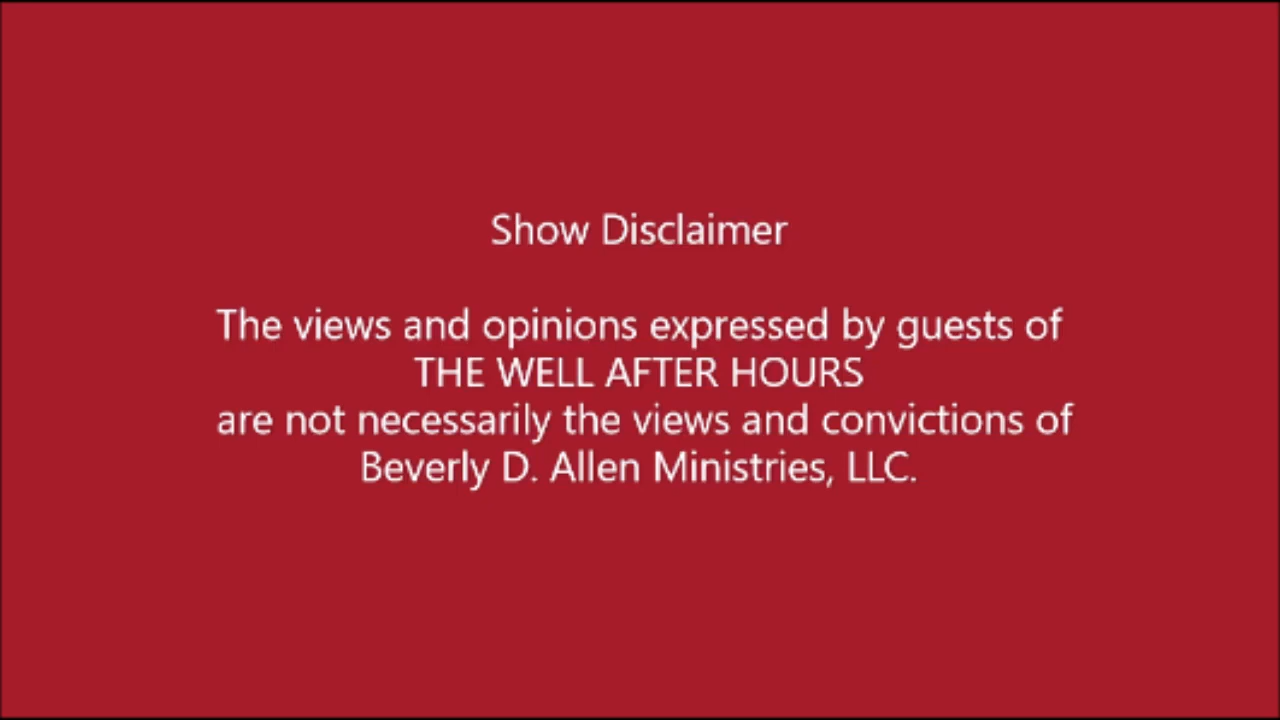 Show Disclaimer
The views and opinions expressed by guests of
THE WELL AFTER HOURS
are not necessarily the views and convictions of
Beverly D. Allen Ministries, LLC.